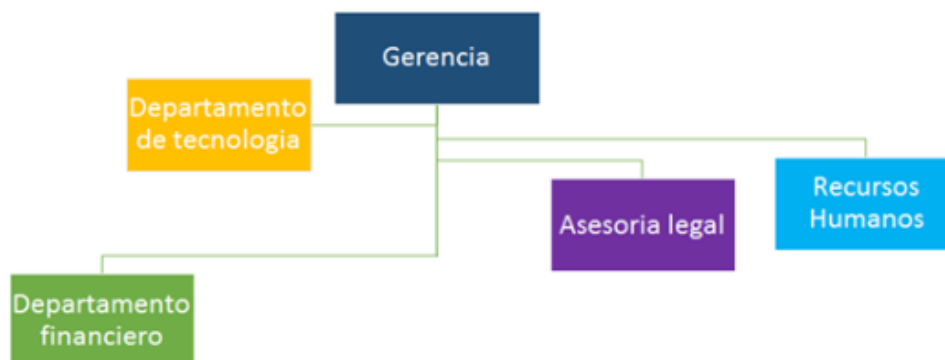 Gerencia
Departamento
de tecnologia
Asesoria legal
Recursos
Humanos
Departamento
financiero